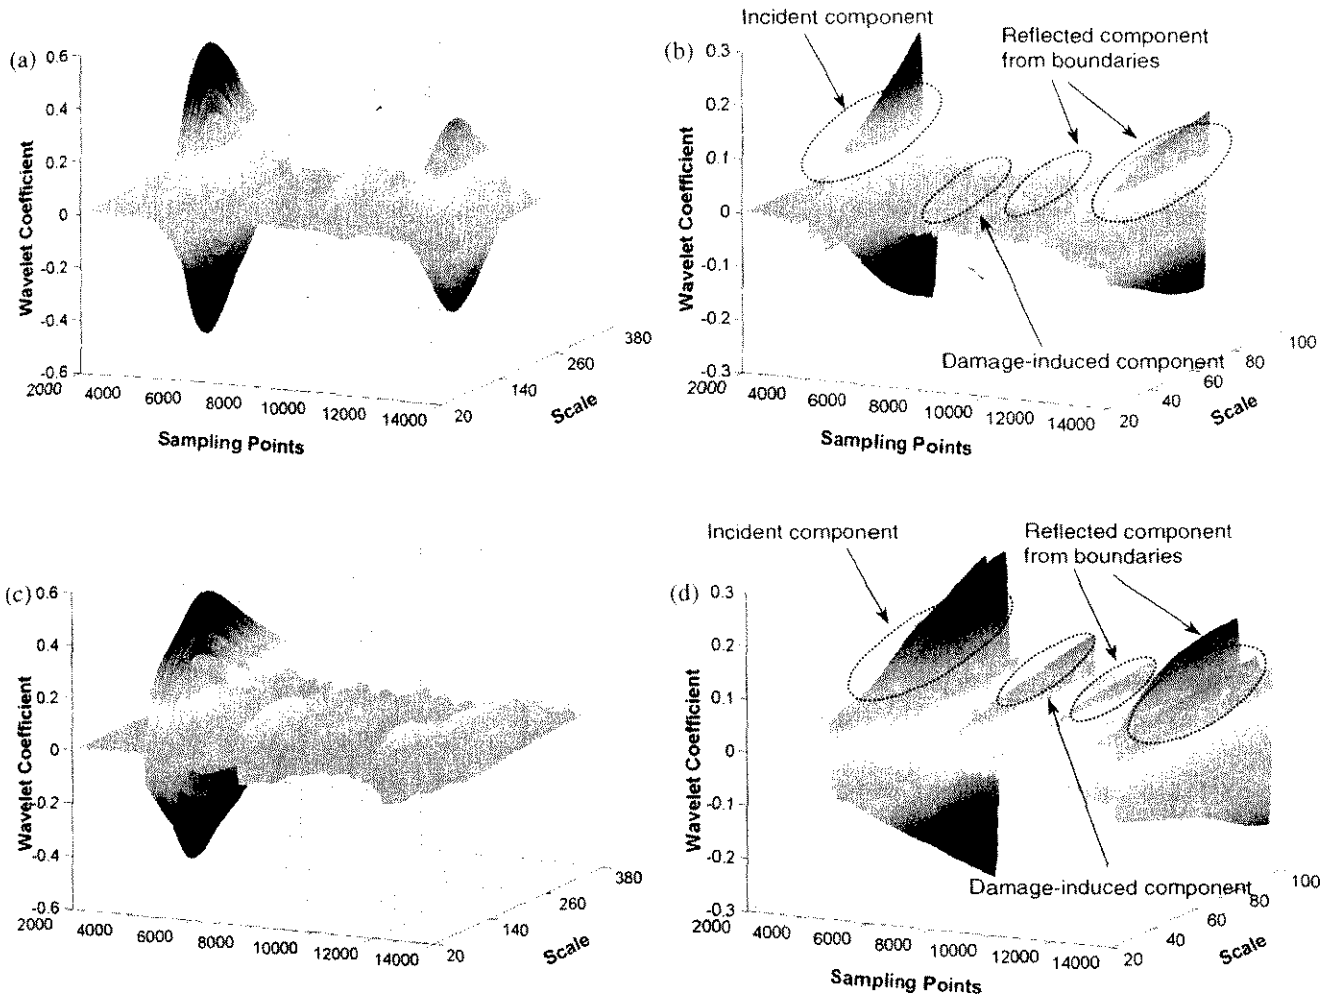 (a)
0.6
0.4
0.2
0
-0.2
-0.4
-0.6
Wavelet Coefficient
2000 4000 6000 8000 10000 12000 14000
Sampling Points
20 140 260 380
Scale
(b)
Incident component
Reflected component
from boundaries
0.3
0.2
0.1
0
-0.1
-0.2
-0.3
Wavelet Coefficient
Damage-induced component
2000 4000 6000 8000 10000 12000 14000
Sampling Points
20 40 60 80 100
Scale
(c)
0.6
0.4
0.2
0
-0.2
-0.4
-0.6
Wavelet Coefficient
2000 4000 6000 8000 10000 12000 14000
20 140 260 380
Scale
(d)
Incident component
Reflected component
from boundaries
0.3
0.2
0.1
0
-0.1
-0.2
-0.3
Wavelet Coefficient
Damage-induced component
2000 4000 6000 8000 10000 12000 14000
Sampling Points
20 40 60 80 100
Scale